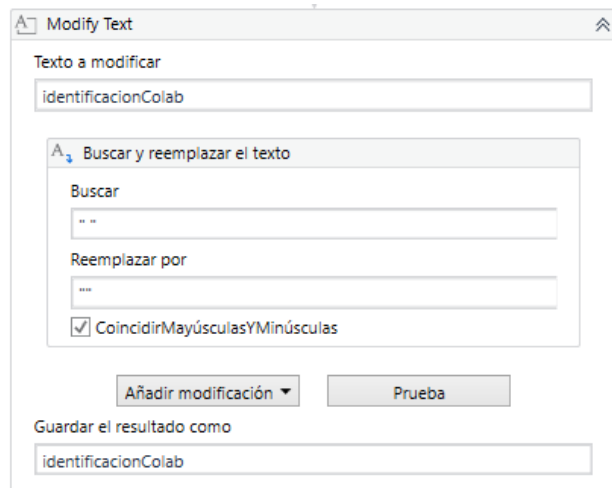 Modify Text
Texto a modificar
identificacionColab
Buscar y reemplazar el texto
Buscar
" "
Reemplazar por
""
CoincidirMayúsculasYMinúsculas
Añadir modificación Prueba
Guardar el resultado como
identificacionColab